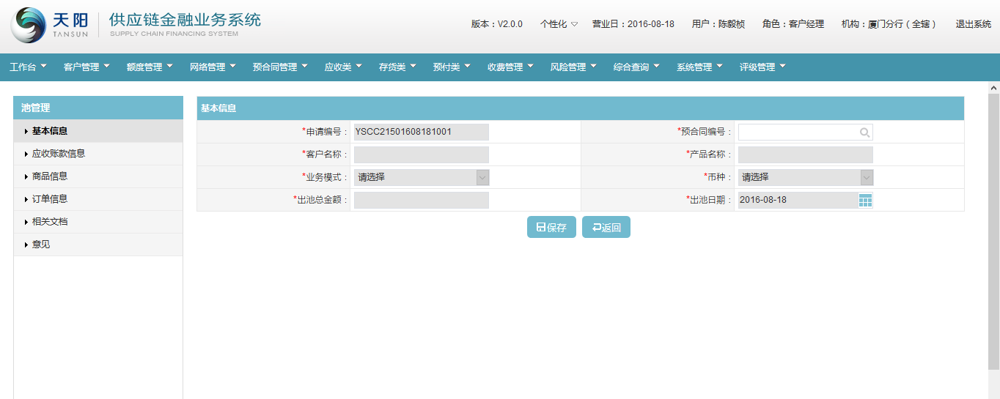 天阳
TANSUN
供应链金融业务系统
SUPPLY CHAIN FINANCING SYSTEM
版本：V2.0.0 个性化 营业日：2016-08-18 用户：陈毅桢 角色：客户经理 机构：厦门分行（全辖） 退出系统
工作台 客户管理 额度管理 网络管理 预合同管理 应收类 存货类 预付类 收费管理 风险管理 综合查询 系统管理 评级管理
池管理
基本信息
应收账款信息
商品信息
订单信息
相关文档
意见
基本信息
*申请编号： YSCC21501608181001 *预合同编号：
*客户名称： *产品名称：
*业务模式： 请选择 *币种： 请选择
*出池总金额： *出池日期： 2016-08-18
保存 返回